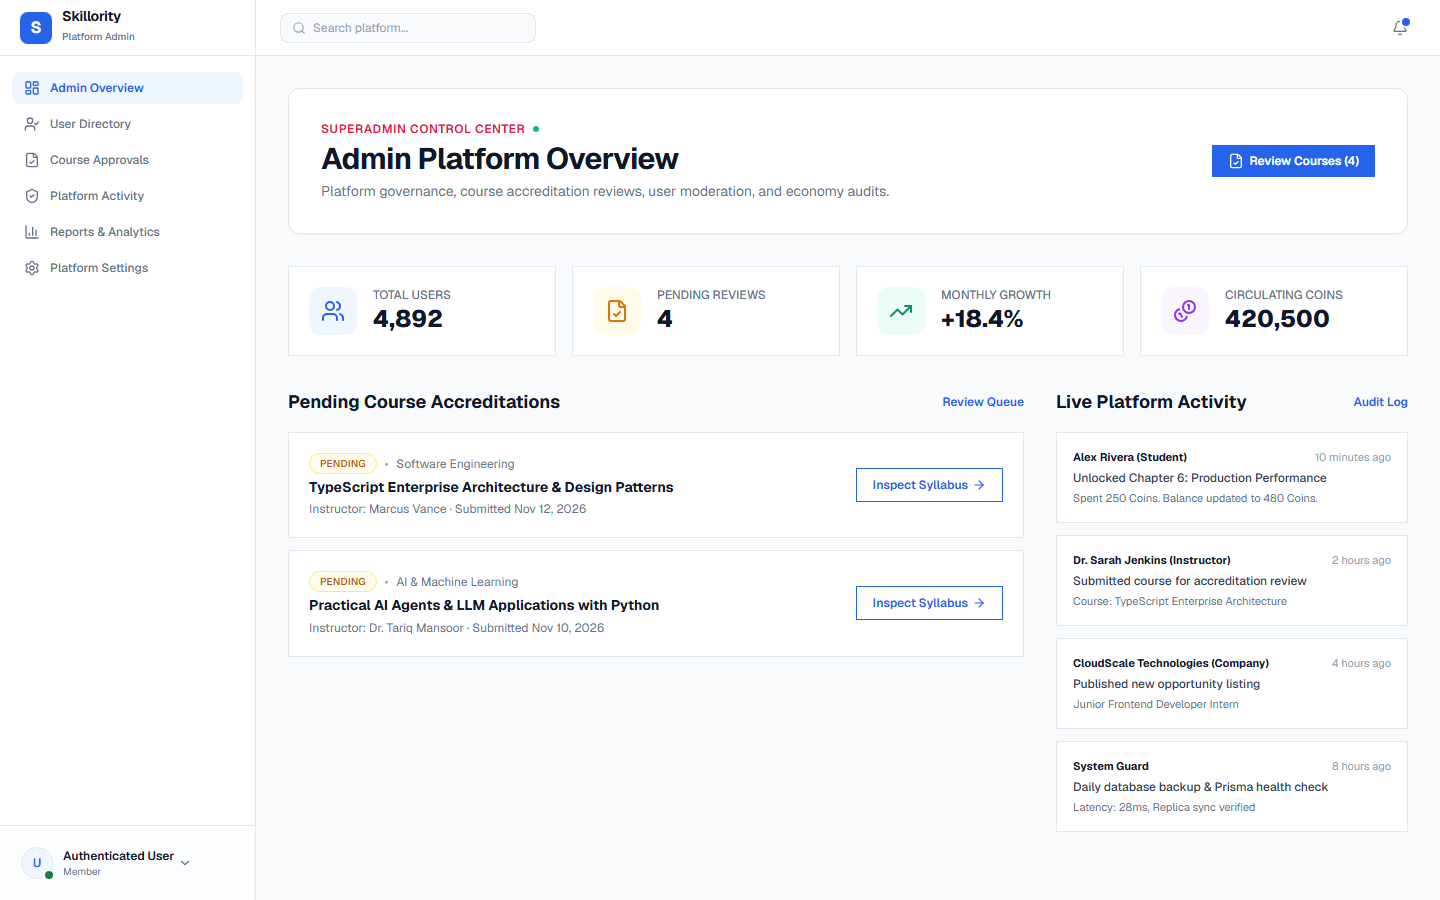 S
Skillority
Platform Admin
Search platform...
Admin Overview
User Directory
Course Approvals
Platform Activity
Reports & Analytics
Platform Settings
SUPERADMIN CONTROL CENTER
Admin Platform Overview
Platform governance, course accreditation reviews, user moderation, and economy audits.
Review Courses (4)
TOTAL USERS
4,892
PENDING REVIEWS
4
MONTHLY GROWTH
+18.4%
CIRCULATING COINS
420,500
Pending Course Accreditations
Review Queue
PENDING • Software Engineering
TypeScript Enterprise Architecture & Design Patterns
Instructor: Marcus Vance · Submitted Nov 12, 2026
Inspect Syllabus →
PENDING • AI & Machine Learning
Practical AI Agents & LLM Applications with Python
Instructor: Dr. Tariq Mansoor · Submitted Nov 10, 2026
Inspect Syllabus →
Live Platform Activity
Audit Log
Alex Rivera (Student)
10 minutes ago
Unlocked Chapter 6: Production Performance
Spent 250 Coins. Balance updated to 480 Coins.
Dr. Sarah Jenkins (Instructor)
2 hours ago
Submitted course for accreditation review
Course: TypeScript Enterprise Architecture
CloudScale Technologies (Company)
4 hours ago
Published new opportunity listing
Junior Frontend Developer Intern
System Guard
8 hours ago
Daily database backup & Prisma health check
Latency: 28ms, Replica sync verified
U
Authenticated User
Member